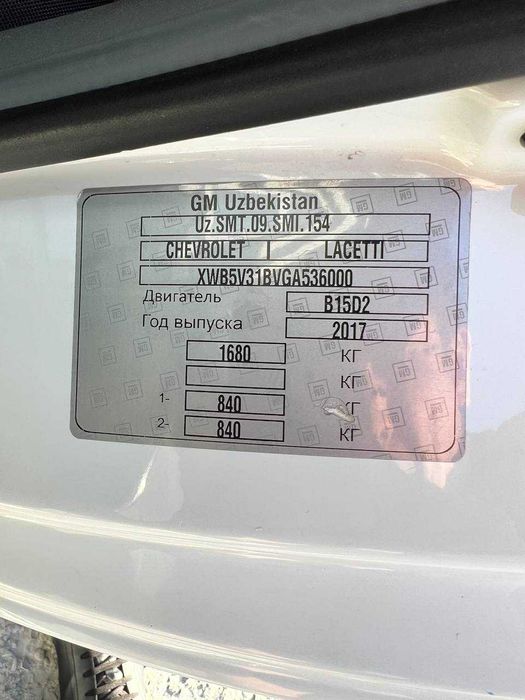 GM Uzbekistan
Uz.SMT.09.SMI.154
CHEVROLET | LACETTI
XWB5V31BVGA536000
Двигатель B15D2
Год выпуска 2017
1680 КГ
КГ
1- 840 КГ
2- 840 КГ